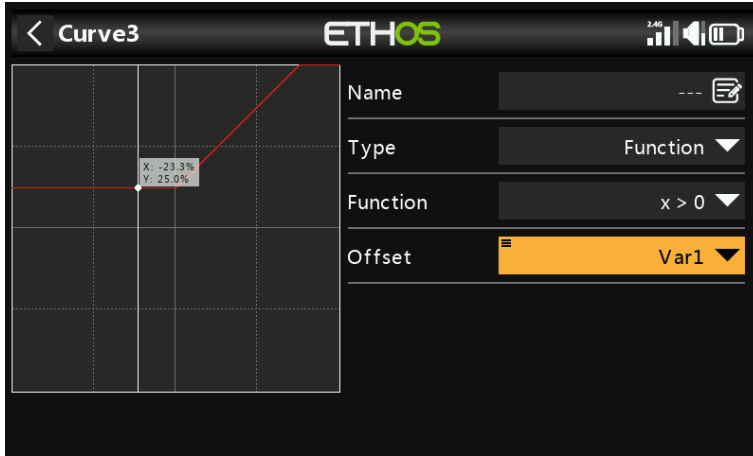 Curve3
ETHOS
2.4G
X: -23.3%
Y: 25.0%
Name
---
Type
Function
Function
x > 0
Offset
Var1